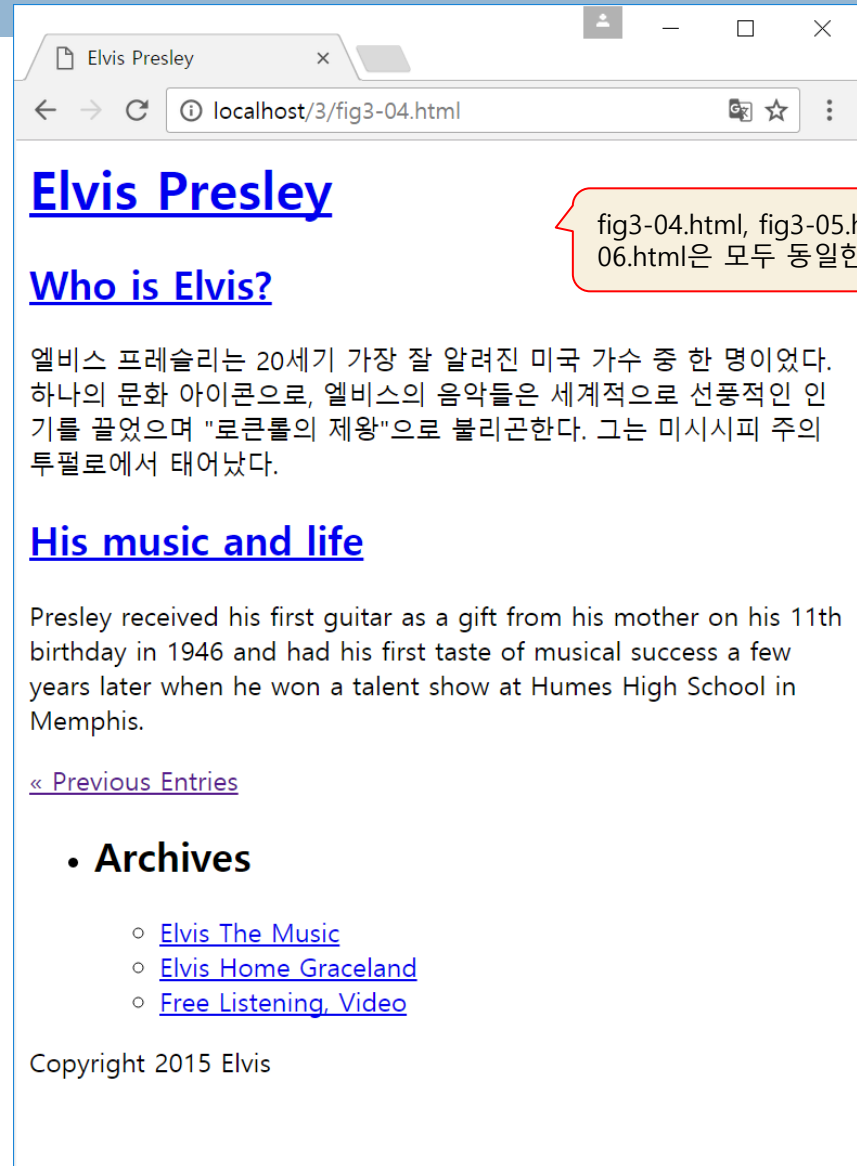 Elvis Presley
localhost/3/fig3-04.html
Elvis Presley
fig3-04.html, fig3-05.h
06.html은 모두 동일한
Who is Elvis?
엘비스 프레슬리는 20세기 가장 잘 알려진 미국 가수 중 한 명이었다.
하나의 문화 아이콘으로, 엘비스의 음악들은 세계적으로 선풍적인 인
기를 끌었으며 "로큰롤의 제왕"으로 불리곤한다. 그는 미시시피 주의
투펄로에서 태어났다.
His music and life
Presley received his first guitar as a gift from his mother on his 11th
birthday in 1946 and had his first taste of musical success a few
years later when he won a talent show at Humes High School in
Memphis.
« Previous Entries
Archives
Elvis The Music
Elvis Home Graceland
Free Listening, Video
Copyright 2015 Elvis